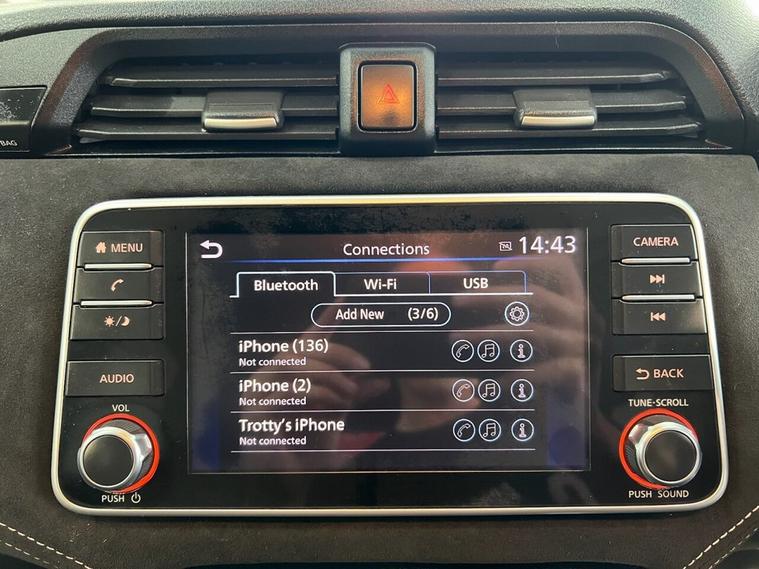 BAG
MENU
CAMERA
Connections 14:43
Bluetooth Wi-Fi USB
Add New (3/6)
iPhone (136)
Not connected
iPhone (2)
Not connected
Trotty's iPhone
Not connected
AUDIO
BACK
VOL
PUSH
TUNE·SCROLL
PUSH SOUND